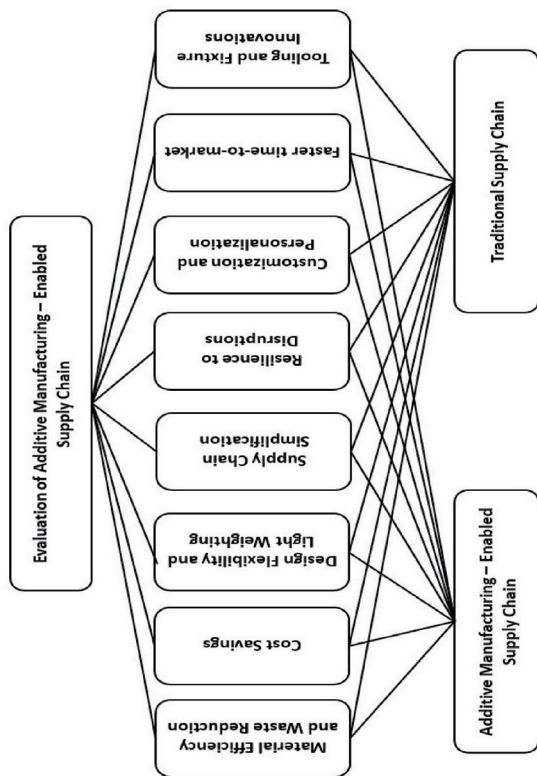 Evaluation of Additive Manufacturing – Enabled
Supply Chain
Material Efficiency
and Waste Reduction
Cost Savings
Design Flexibility and
Light Weighting
Supply Chain
Simplification
Resilience to
Disruptions
Customization and
Personalization
Faster time-to-market
Tooling and Fixture
Innovations
Additive Manufacturing – Enabled
Supply Chain
Traditional Supply Chain